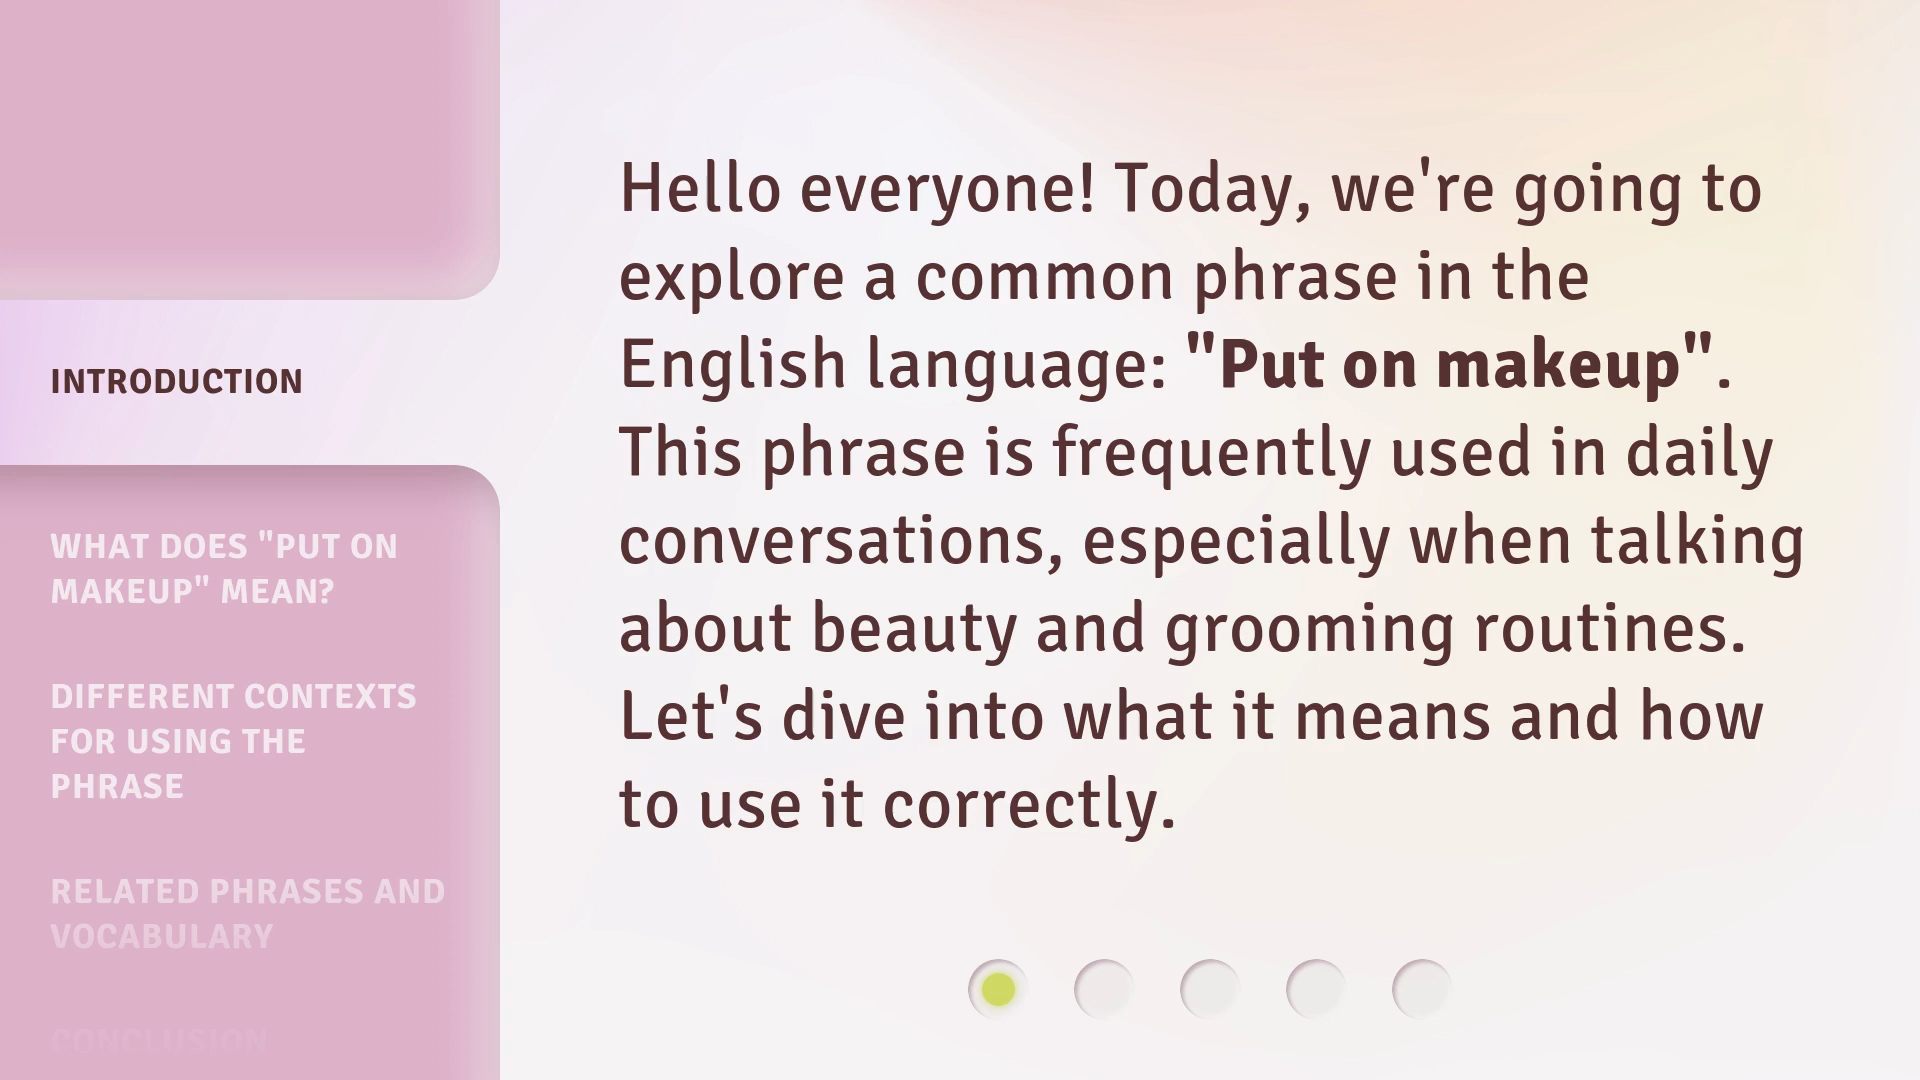 INTRODUCTION
WHAT DOES "PUT ON
MAKEUP" MEAN?
DIFFERENT CONTEXTS
FOR USING THE
PHRASE
RELATED PHRASES AND
VOCABULARY
CONCLUSION
Hello everyone! Today, we're going to
explore a common phrase in the
English language: "Put on makeup".
This phrase is frequently used in daily
conversations, especially when talking
about beauty and grooming routines.
Let's dive into what it means and how
to use it correctly.